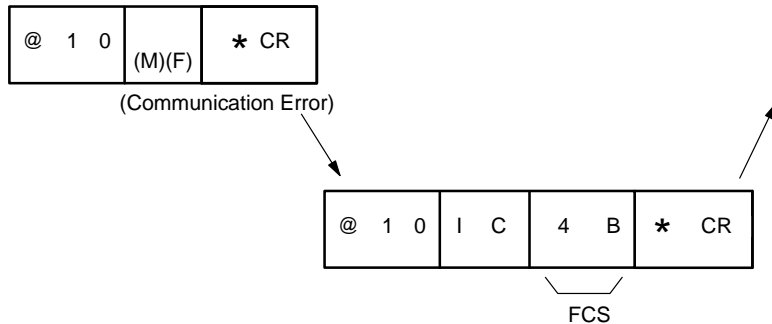 @ 1 0 (M)(F) * CR
(Communication Error)
@ 1 0 I C 4 B * CR
FCS